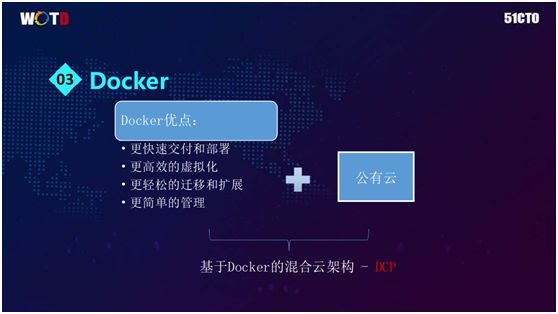 WOTD
51CTO
03 Docker
Docker优点：
• 更快速交付和部署
• 更高效的虚拟化
• 更轻松的迁移和扩展
• 更简单的管理
公有云
基于Docker的混合云架构 - DCP